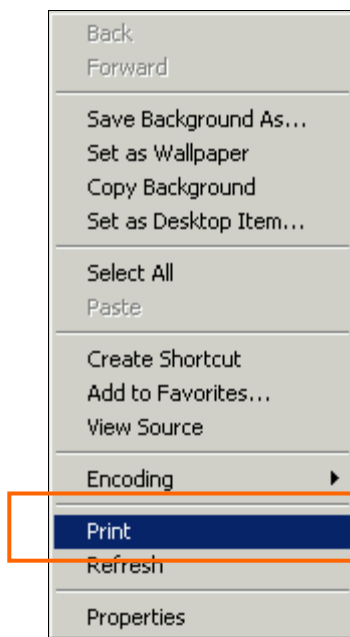 Back
Forward
Save Background As...
Set as Wallpaper
Copy Background
Set as Desktop Item...
Select All
Paste
Create Shortcut
Add to Favorites...
View Source
Encoding
Print
Refresh
Properties